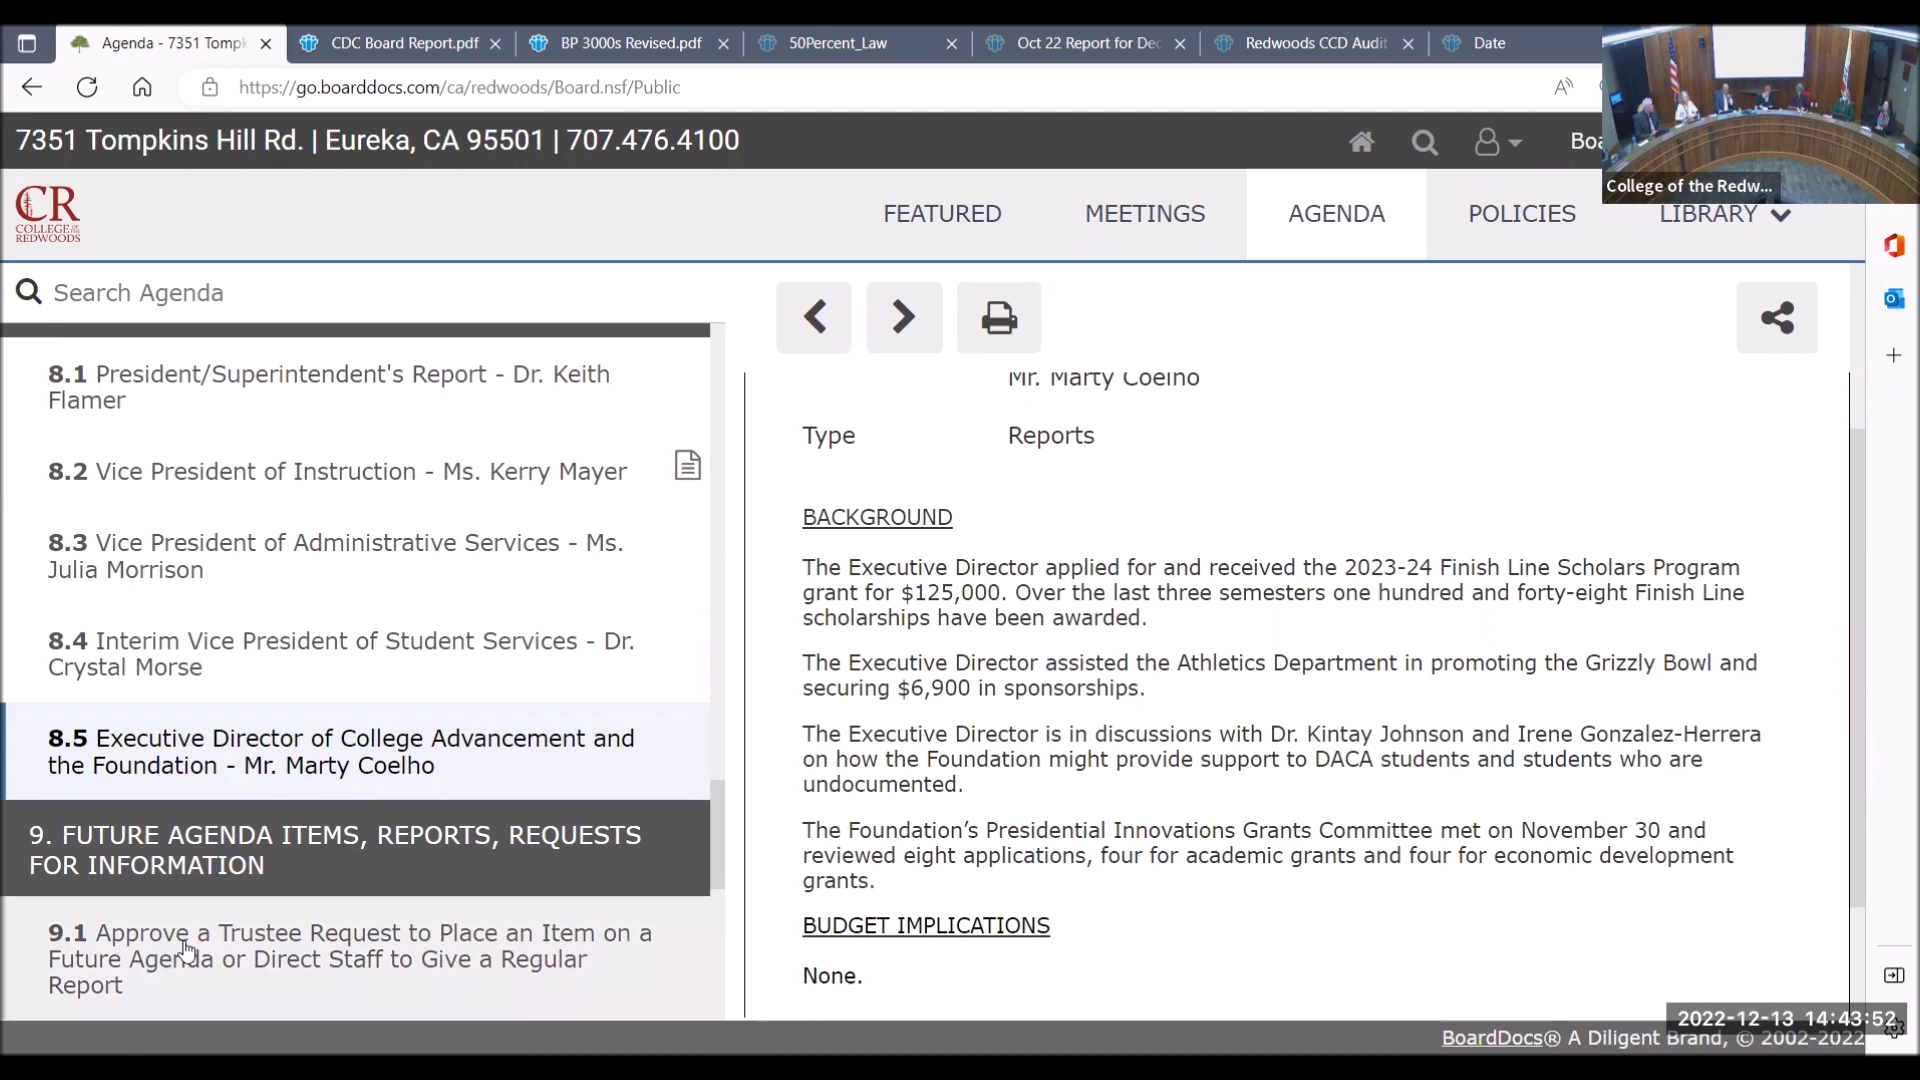 Agenda - 7351 Tompk
CDC Board Report.pdf
BP 3000s Revised.pdf
50Percent_Law
Oct 22 Report for Dec
Redwoods CCD Audit
Date
https://go.boarddocs.com/ca/redwoods/Board.nsf/Public
7351 Tompkins Hill Rd. | Eureka, CA 95501 | 707.476.4100
Boa
College of the Redw...
CR
COLLEGE OF THE
REDWOODS
FEATURED
MEETINGS
AGENDA
POLICIES
LIBRARY
Search Agenda
8.1 President/Superintendent's Report - Dr. Keith
Flamer
8.2 Vice President of Instruction - Ms. Kerry Mayer
8.3 Vice President of Administrative Services - Ms.
Julia Morrison
8.4 Interim Vice President of Student Services - Dr.
Crystal Morse
8.5 Executive Director of College Advancement and
the Foundation - Mr. Marty Coelho
9. FUTURE AGENDA ITEMS, REPORTS, REQUESTS
FOR INFORMATION
9.1 Approve a Trustee Request to Place an Item on a
Future Agenda or Direct Staff to Give a Regular
Report
Mr. Marty Coelho
Type Reports
BACKGROUND
The Executive Director applied for and received the 2023-24 Finish Line Scholars Program
grant for $125,000. Over the last three semesters one hundred and forty-eight Finish Line
scholarships have been awarded.
The Executive Director assisted the Athletics Department in promoting the Grizzly Bowl and
securing $6,900 in sponsorships.
The Executive Director is in discussions with Dr. Kintay Johnson and Irene Gonzalez-Herrera
on how the Foundation might provide support to DACA students and students who are
undocumented.
The Foundation’s Presidential Innovations Grants Committee met on November 30 and
reviewed eight applications, four for academic grants and four for economic development
grants.
BUDGET IMPLICATIONS
None.
2022-12-13 14:43:52
BoardDocs® A Diligent Brand, © 2002-2022